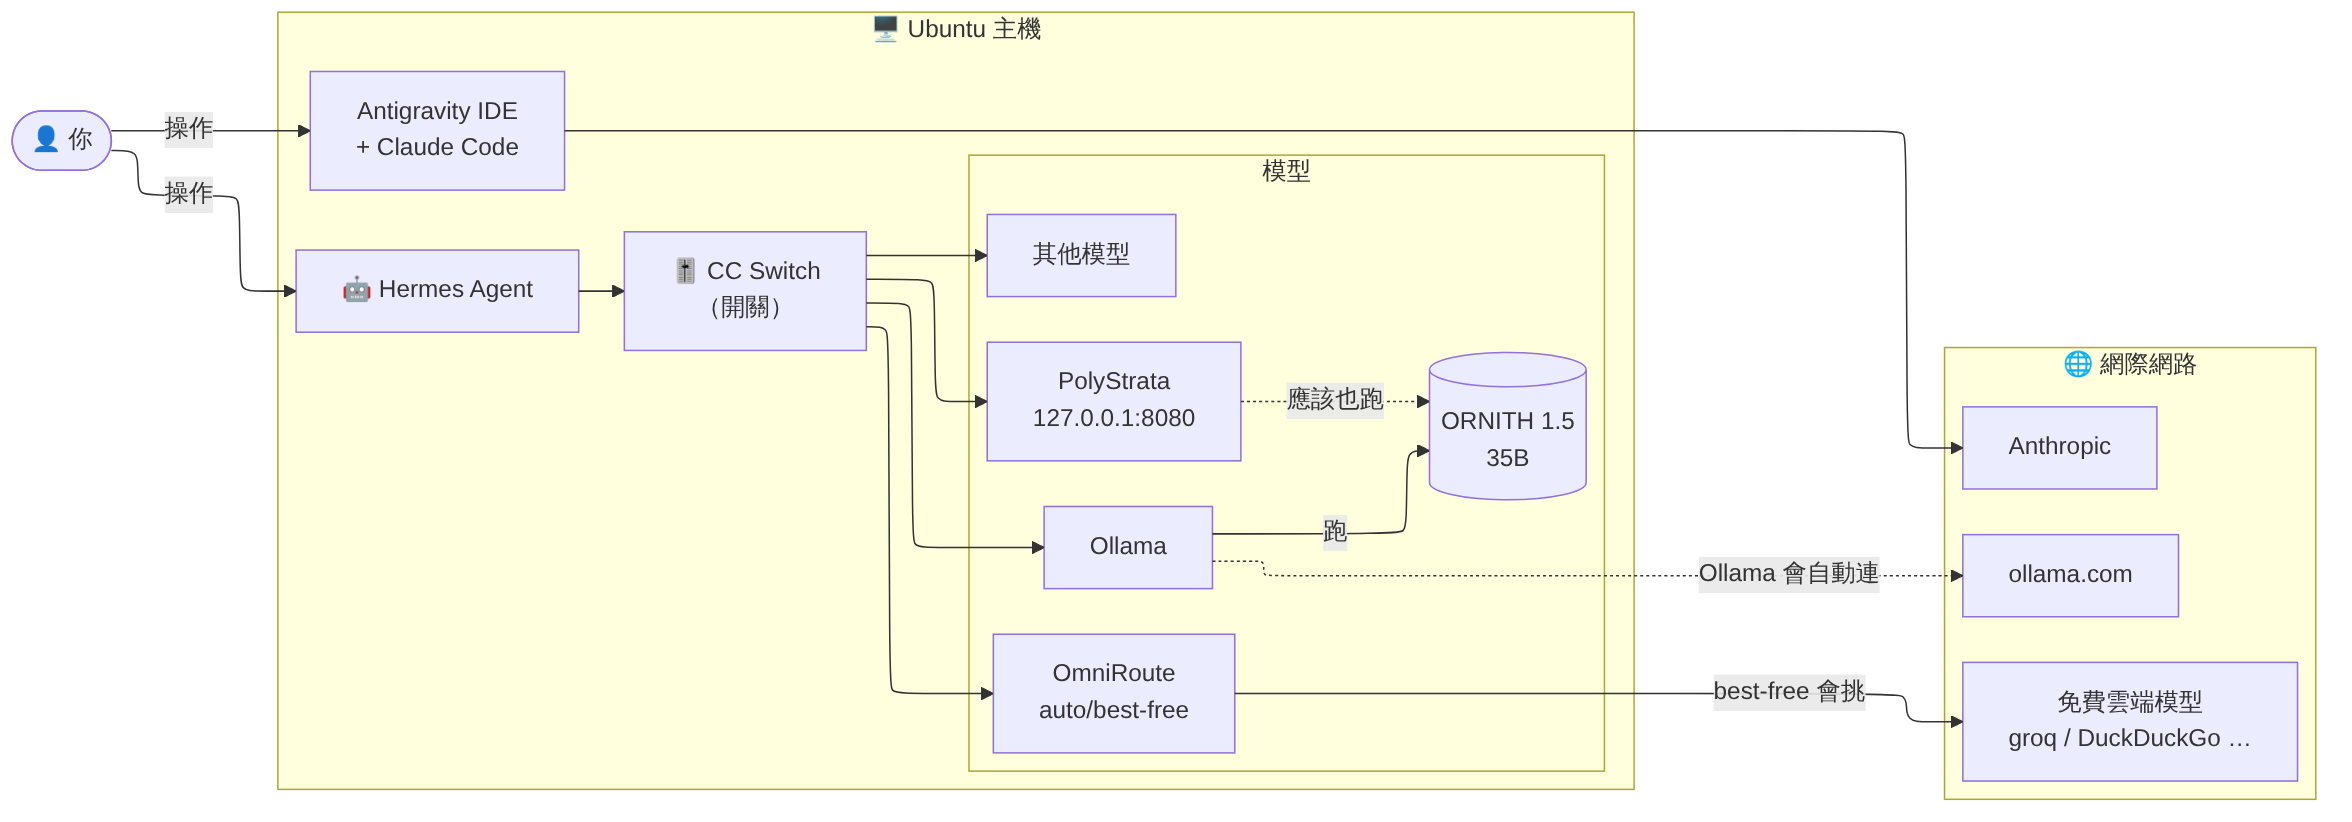 🖥️ Ubuntu 主機
👤 你
操作
操作
Antigravity IDE
+ Claude Code
🤖 Hermes Agent
🎚️ CC Switch
（開關）
模型
其他模型
PolyStrata
127.0.0.1:8080
應該也跑
ORNITH 1.5
35B
Ollama
跑
Ollama 會自動連
OmniRoute
auto/best-free
best-free 會挑
🌐 網際網路
Anthropic
ollama.com
免費雲端模型
groq / DuckDuckGo …